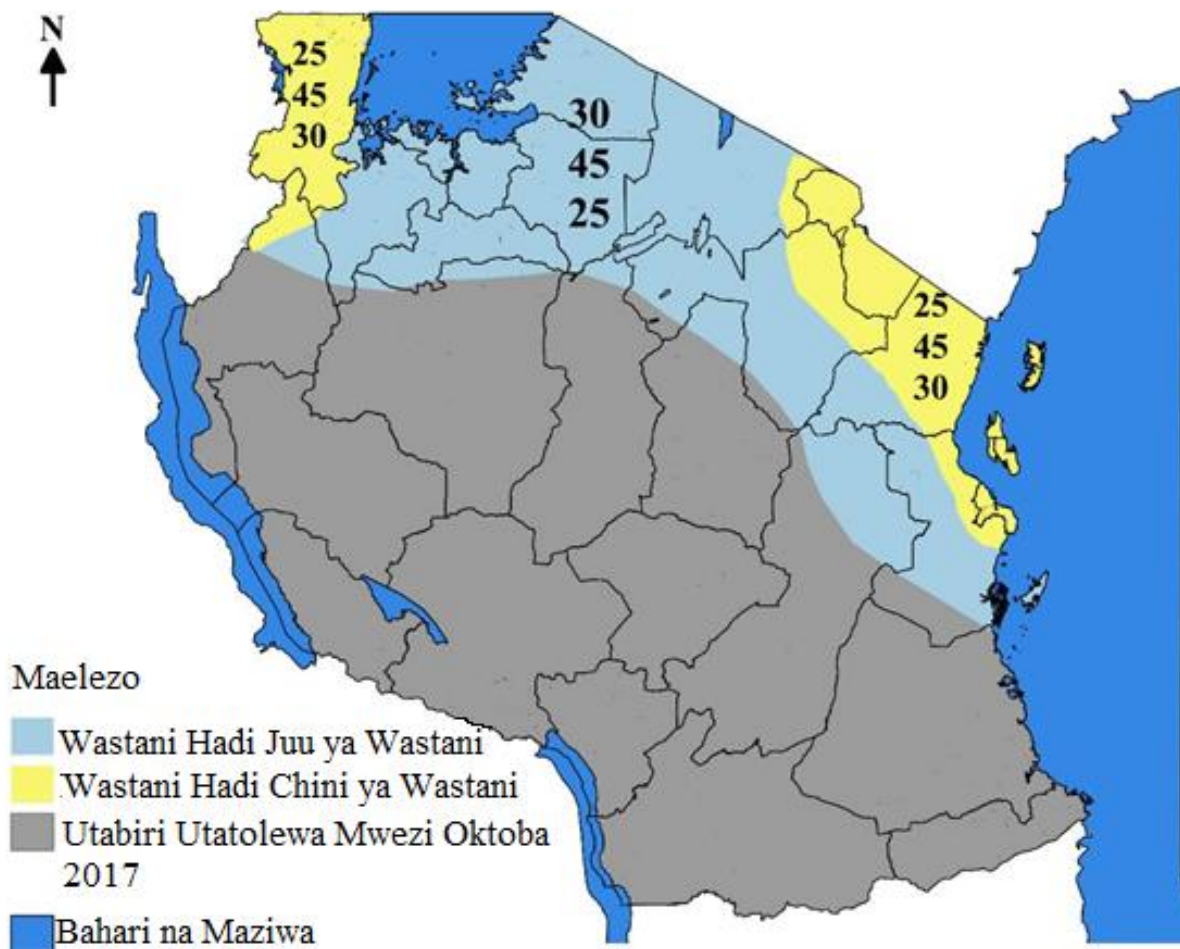 N
25
45
30
30
45
25
25
45
30
Maelezo
Wastani Hadi Juu ya Wastani
Wastani Hadi Chini ya Wastani
Utabiri Utatolewa Mwezi Oktoba
2017
Bahari na Maziwa